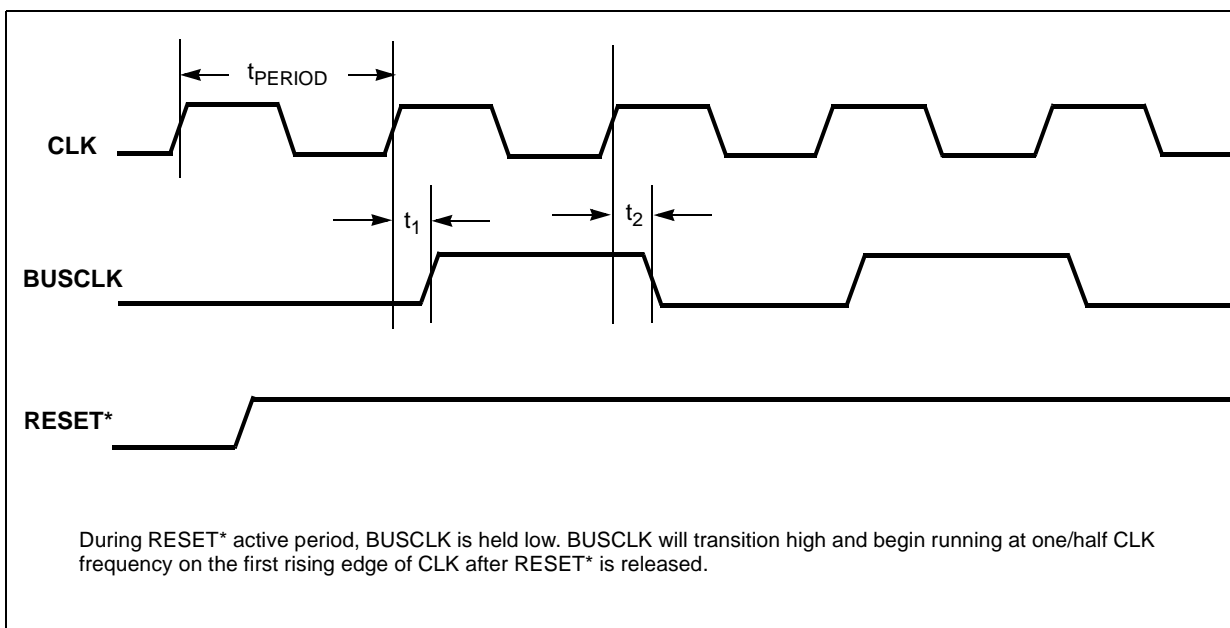 tPERIOD
CLK
t1
t2
BUSCLK
RESET*
During RESET* active period, BUSCLK is held low. BUSCLK will transition high and begin running at one/half CLK
frequency on the first rising edge of CLK after RESET* is released.